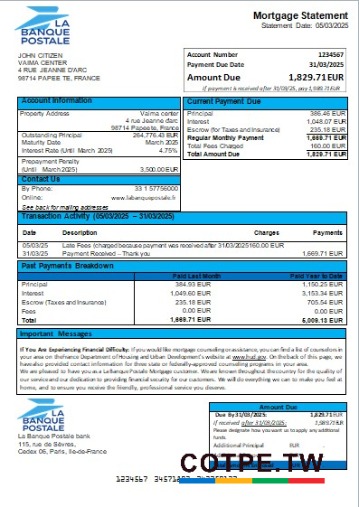 LA
BANQUE
POSTALE
Mortgage Statement
Statement Date: 05/03/2025
JOHN CITIZEN
VAIMA CENTER
4 RUE JEANNE D'ARC
98714 PAPEE TE, FRANCE
Account Number 1234567
Payment Due Date 31/03/2025
Amount Due 1,829.71 EUR
If payment is received after 31/03/25, pay 1,989.71 EUR
Account Information
Property Address Vaima center
4 rue Jeanne d'arc
98714 Papeete, France
Outstanding Principal 264,776.43 EUR
Maturity Date March 2025
Interest Rate (Until March 2025) 4.75%
Prepayment Penalty
(Until March 2025) 3,500.00 EUR
Contact Us
By Phone: 33 1 57756000
Online: www.labanquepostale.fr
See back for mailing addresses
Current Payment Due
Principal 386.46 EUR
Interest 1,048.07 EUR
Escrow (for Taxes and Insurance) 235.18 EUR
Regular Monthly Payment 1,669.71 EUR
Total Fees Charged 160.00 EUR
Total Amount Due 1,829.71 EUR
Transaction Activity (05/03/2025 – 31/03/2025)
Date Description Charges Payments
05/03/25 Late Fees (charged because payment was received after 31/03/2025 160.00 EUR
31/03/25 Payment Received – Thank you 1,669.71 EUR
Past Payments Breakdown
Paid Last Month Paid Year to Date
Principal 384.93 EUR 1,150.25 EUR
Interest 1,049.60 EUR 3,153.34 EUR
Escrow (Taxes and Insurance) 235.18 EUR 705.54 EUR
Fees 0.00 EUR 0.00 EUR
Total 1,669.71 EUR 5,009.13 EUR
Important Messages
If You Are Experiencing Financial Difficulty: If you would like mortgage counseling or assistance, you can find a list of counselors in
your area on the France Department of Housing and Urban Development's website at www.hud.gov. On the back of this page, we
have also provided contact information for three state or federally-approved counseling programs in your area.
We are pleased to have you as a La Banque Postale Mortgage customer. We are known throughout the country for the quality of
our service and our dedication to providing financial security for our customers. We will do everything we can to make you feel at
home, and to ensure you receive the friendly, professional service you deserve.
LA
BANQUE
POSTALE
La Banque Postale bank
115, rue de Sèvres,
Cedex 06, Paris, Ile-de-France
Amount Due
Due By 31/03/2025: 1,829.71 EUR
If received after 31/03/2025: 1,989.71 EUR
Please designate how you want us to apply any additional
funds.
Additional Principal EUR
COTPE.TW
1234567